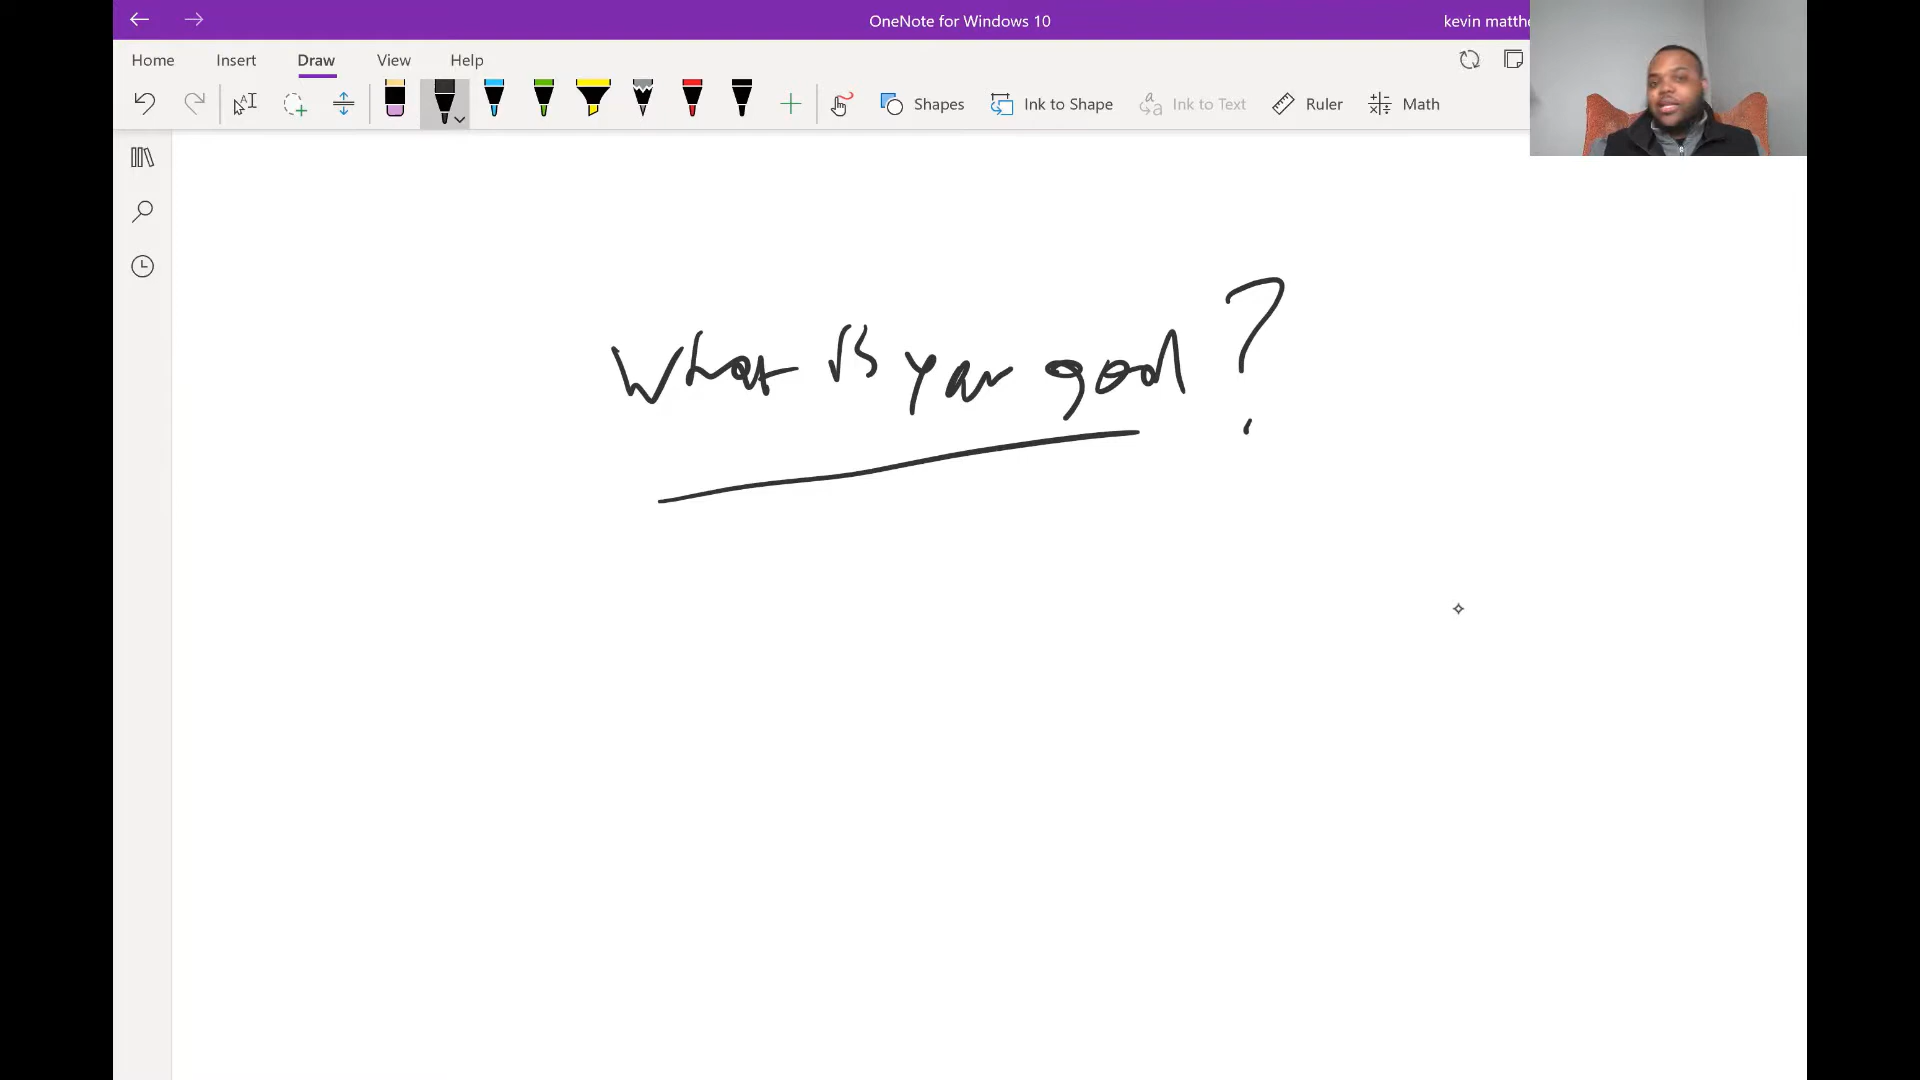 OneNote for Windows 10
kevin matthe
Home Insert Draw View Help
Shapes Ink to Shape Ink to Text Ruler Math
What is your goal?